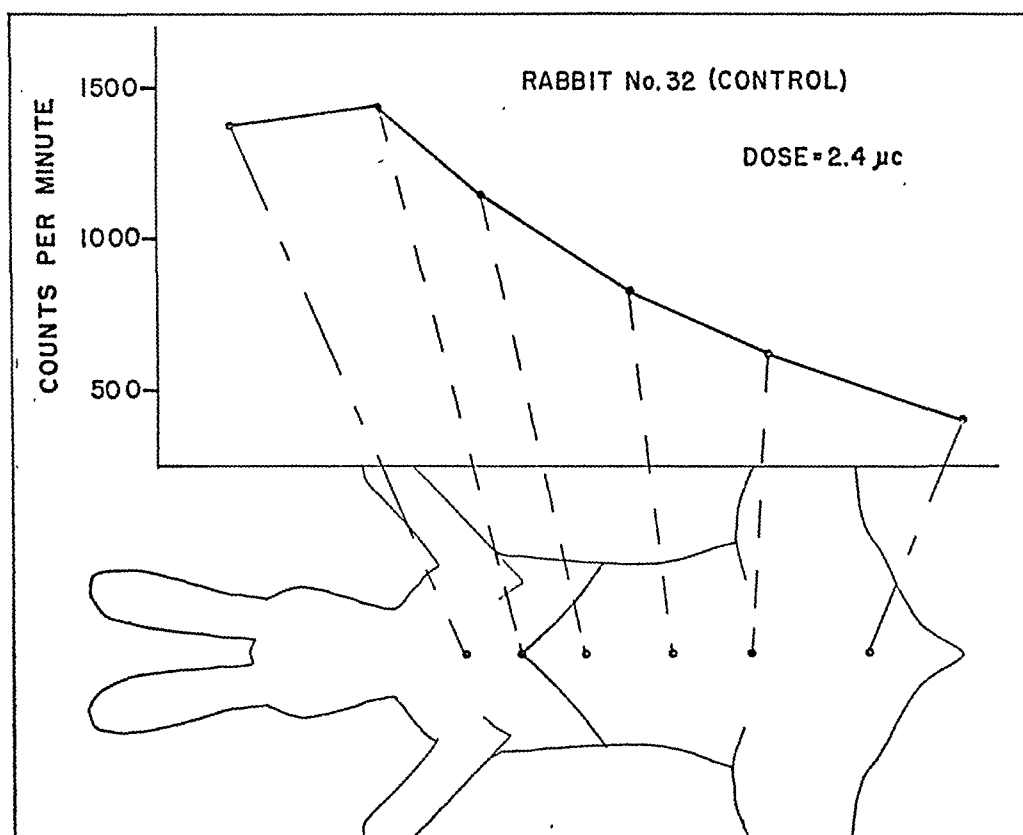 RABBIT No. 32 (CONTROL)
DOSE = 2.4 µc
COUNTS PER MINUTE
1500
1000
500